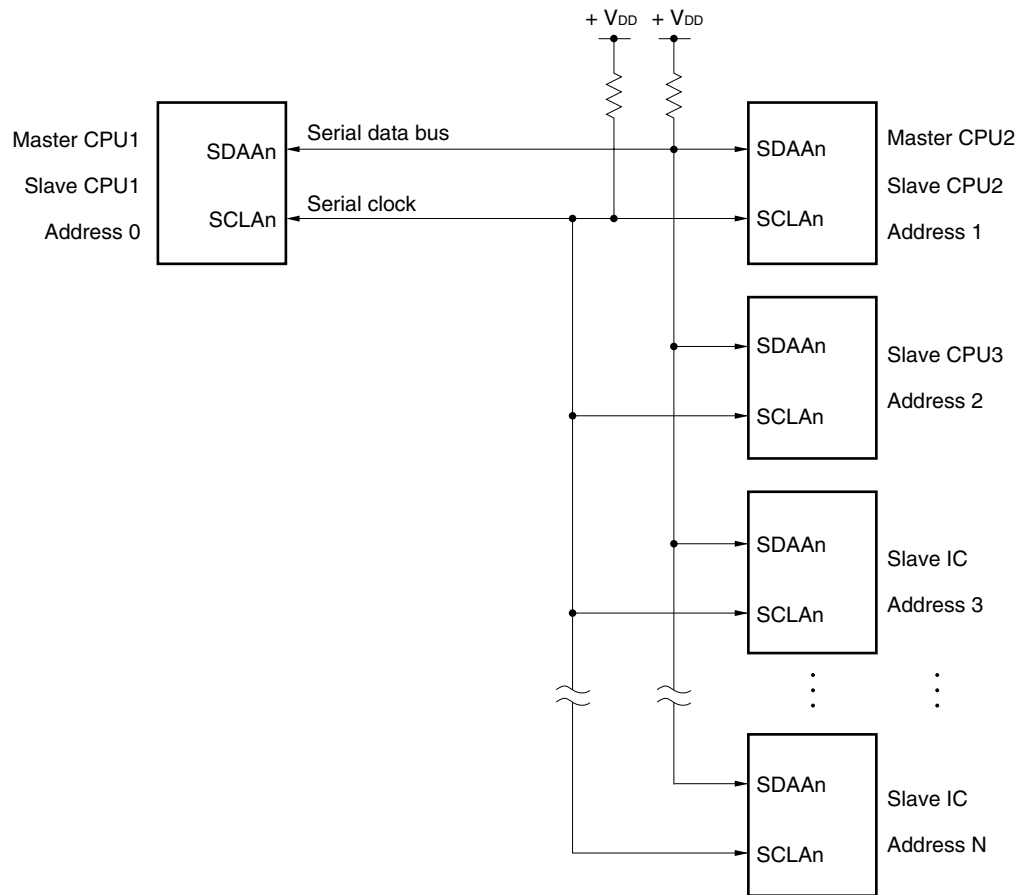 + VDD + VDD
Master CPU1
Slave CPU1
Address 0
SDAAn
SCLAn
Serial data bus
Serial clock
SDAAn
SCLAn
Master CPU2
Slave CPU2
Address 1
SDAAn
SCLAn
Slave CPU3
Address 2
SDAAn
SCLAn
Slave IC
Address 3
SDAAn
SCLAn
Slave IC
Address N